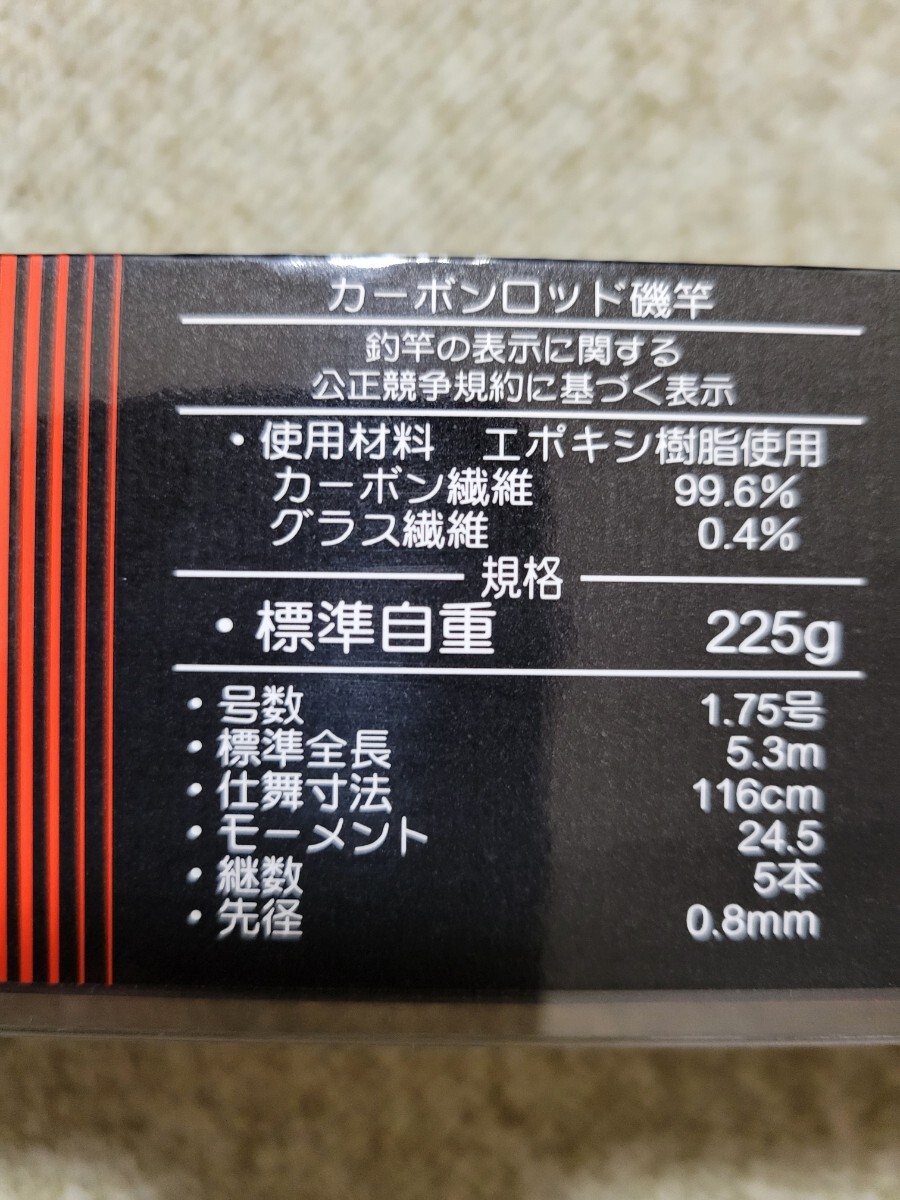 カーボンロッド磯竿
釣竿の表示に関する
公正競争規約に基づく表示
・使用材料 エポキシ樹脂使用
カーボン繊維 99.6%
グラス繊維 0.4%
規格
・標準自重 225g
・号数 1.75号
・標準全長 5.3m
・仕舞寸法 116cm
・モーメント 24.5
・継数 5本
・先径 0.8mm